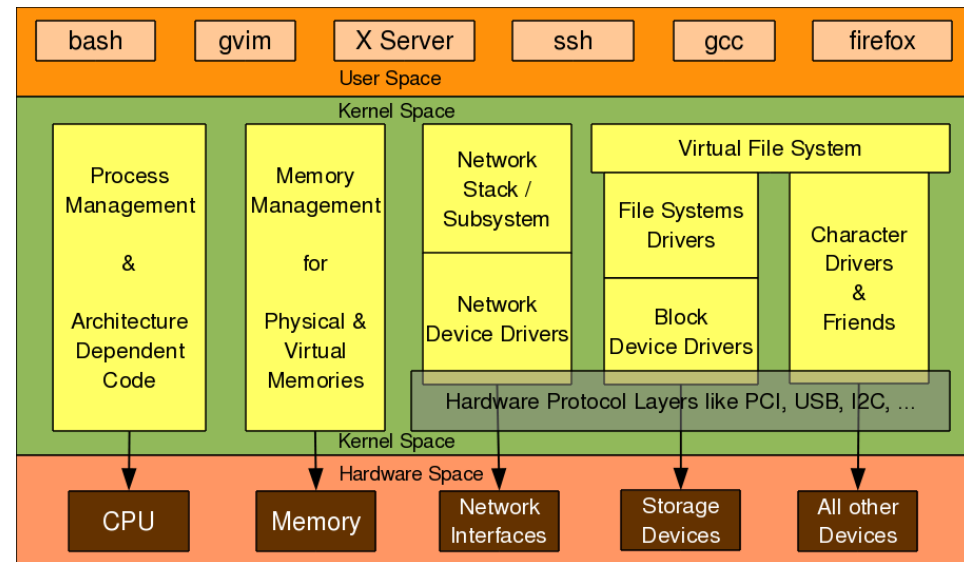 bash
gvim
X Server
ssh
gcc
firefox
User Space
Kernel Space
Process
Management
&
Architecture
Dependent
Code
Memory
Management
for
Physical &
Virtual
Memories
Network
Stack /
Subsystem
Network
Device Drivers
Virtual File System
File Systems
Drivers
Block
Device Drivers
Character
Drivers
&
Friends
Hardware Protocol Layers like PCI, USB, I2C, ...
Kernel Space
Hardware Space
CPU
Memory
Network
Interfaces
Storage
Devices
All other
Devices